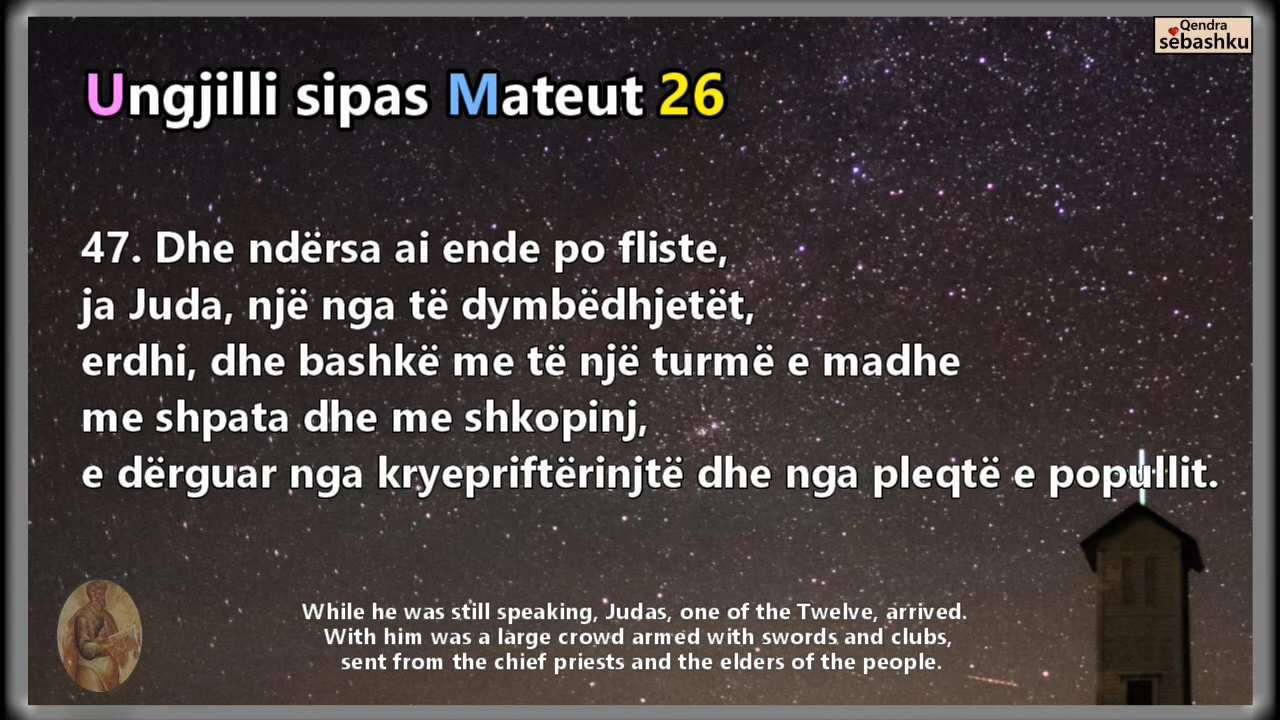 Qendra
sëbashku
Ungjilli sipas Mateut 26
47. Dhe ndërsa ai ende po fliste,
ja Juda, një nga të dymbëdhjetët,
erdhi, dhe bashkë me të një turmë e madhe
me shpata dhe me shkopinj,
e dërguar nga kryepriftërinjtë dhe nga pleqtë e popullit.
While he was still speaking, Judas, one of the Twelve, arrived.
With him was a large crowd armed with swords and clubs,
sent from the chief priests and the elders of the people.